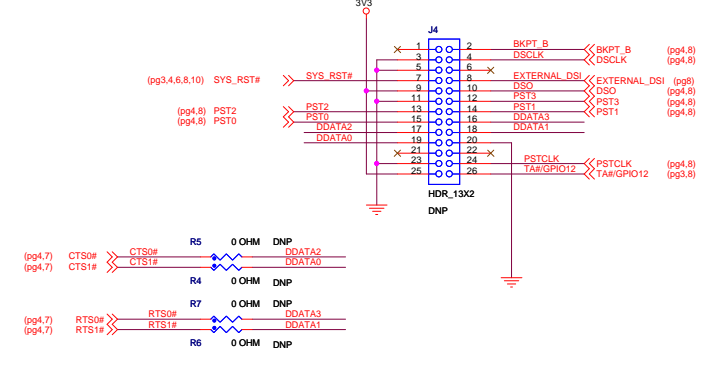 3V3
J4
1 2 BKPT_B BKPT_B (pg4,8)
3 4 DSCLK DSCLK (pg4,8)
5 6
(pg3,4,6,8,10) SYS_RST# SYS_RST# 7 8 EXTERNAL_DSI EXTERNAL_DSI (pg8)
9 10 DSO DSO (pg4,8)
11 12 PST3 PST3 (pg4,8)
(pg4,8) PST2 PST2 13 14 PST1 PST1 (pg4,8)
(pg4,8) PST0 PST0 15 16 DDATA3
DDATA2 17 18 DDATA1
DDATA0 19 20
21 22
23 24 PSTCLK PSTCLK (pg4,8)
25 26 TA#/GPIO12 TA#/GPIO12 (pg3,8)
HDR_13X2
DNP
R5 0 OHM DNP
(pg4,7) CTS0# CTS0# DDATA2
(pg4,7) CTS1# CTS1# DDATA0
R4 0 OHM DNP
R7 0 OHM DNP
(pg4,7) RTS0# RTS0# DDATA3
(pg4,7) RTS1# RTS1# DDATA1
R6 0 OHM DNP